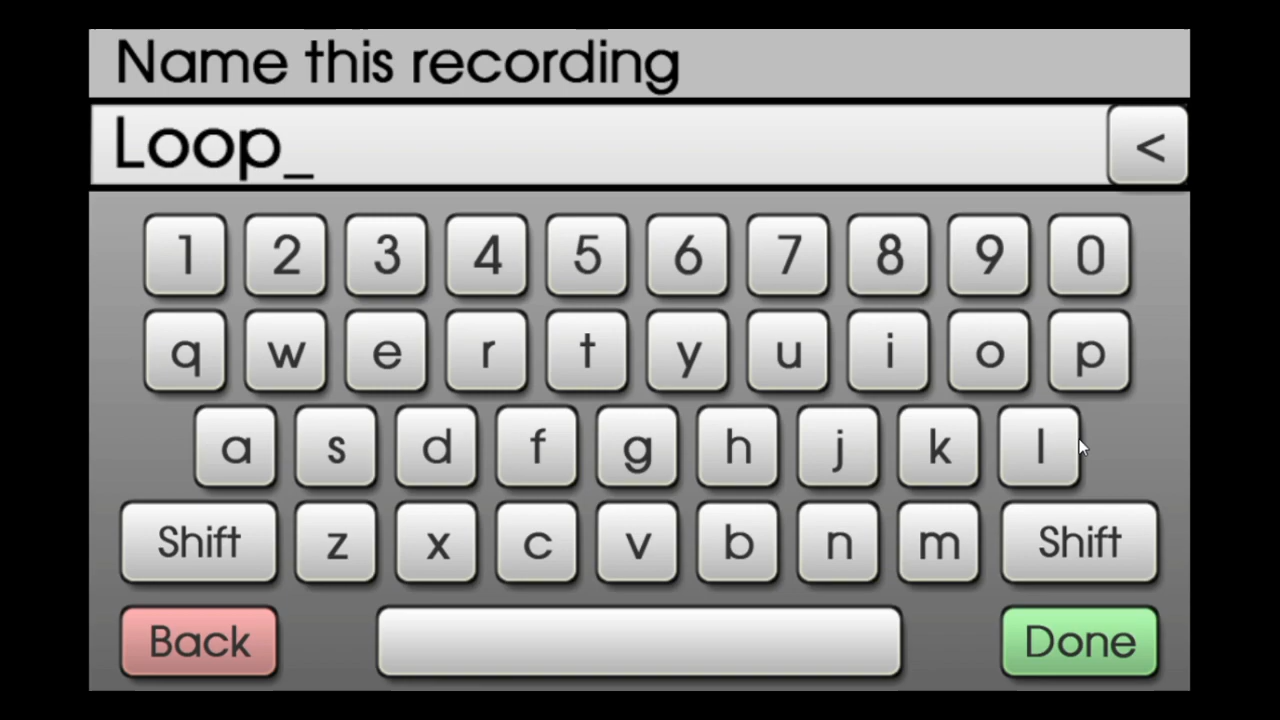 Name this recording
Loop_ <
1 2 3 4 5 6 7 8 9 0
q w e r t y u i o p
a s d f g h j k l
Shift z x c v b n m Shift
Back Done